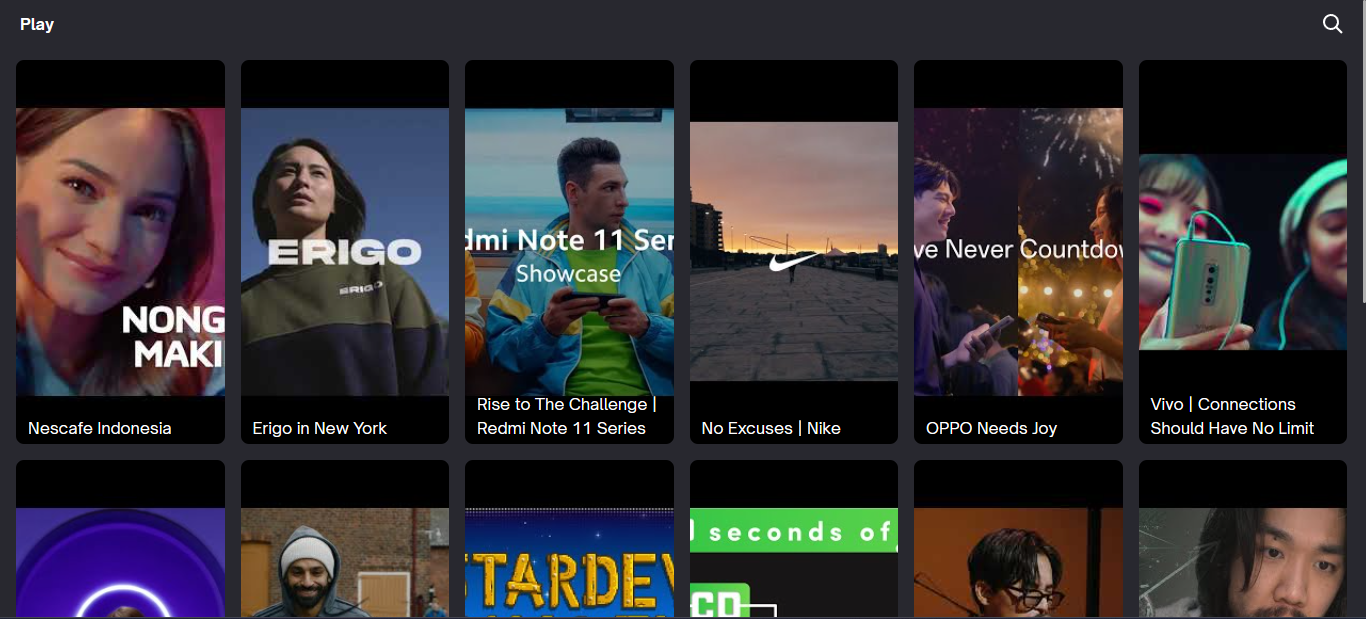 Play
NONG
MAKI
Nescafe Indonesia
ERIGO
ERIGO
Erigo in New York
dmi Note 11 Ser
Showcase
Rise to The Challenge |
Redmi Note 11 Series
No Excuses | Nike
ve Never Countdow
OPPO Needs Joy
vivo
Vivo | Connections
Should Have No Limit
STARDEV
seconds of
CD